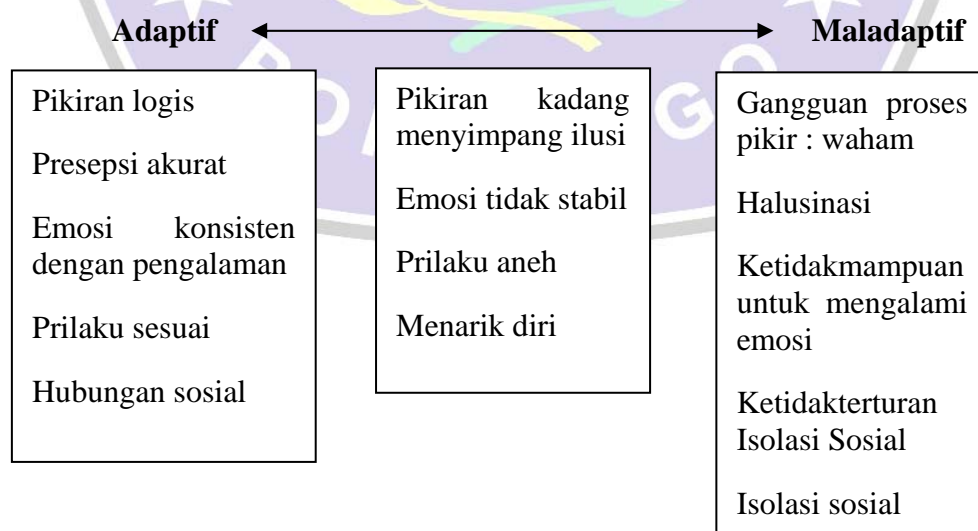 Adaptif Maladaptif
Pikiran logis
Presepsi akurat
Emosi konsisten
dengan pengalaman
Prilaku sesuai
Hubungan sosial
Pikiran kadang
menyimpang ilusi
Emosi tidak stabil
Prilaku aneh
Menarik diri
Gangguan proses
pikir : waham
Halusinasi
Ketidakmampuan
untuk mengalami
emosi
Ketidakterturan
Isolasi Sosial
Isolasi sosial